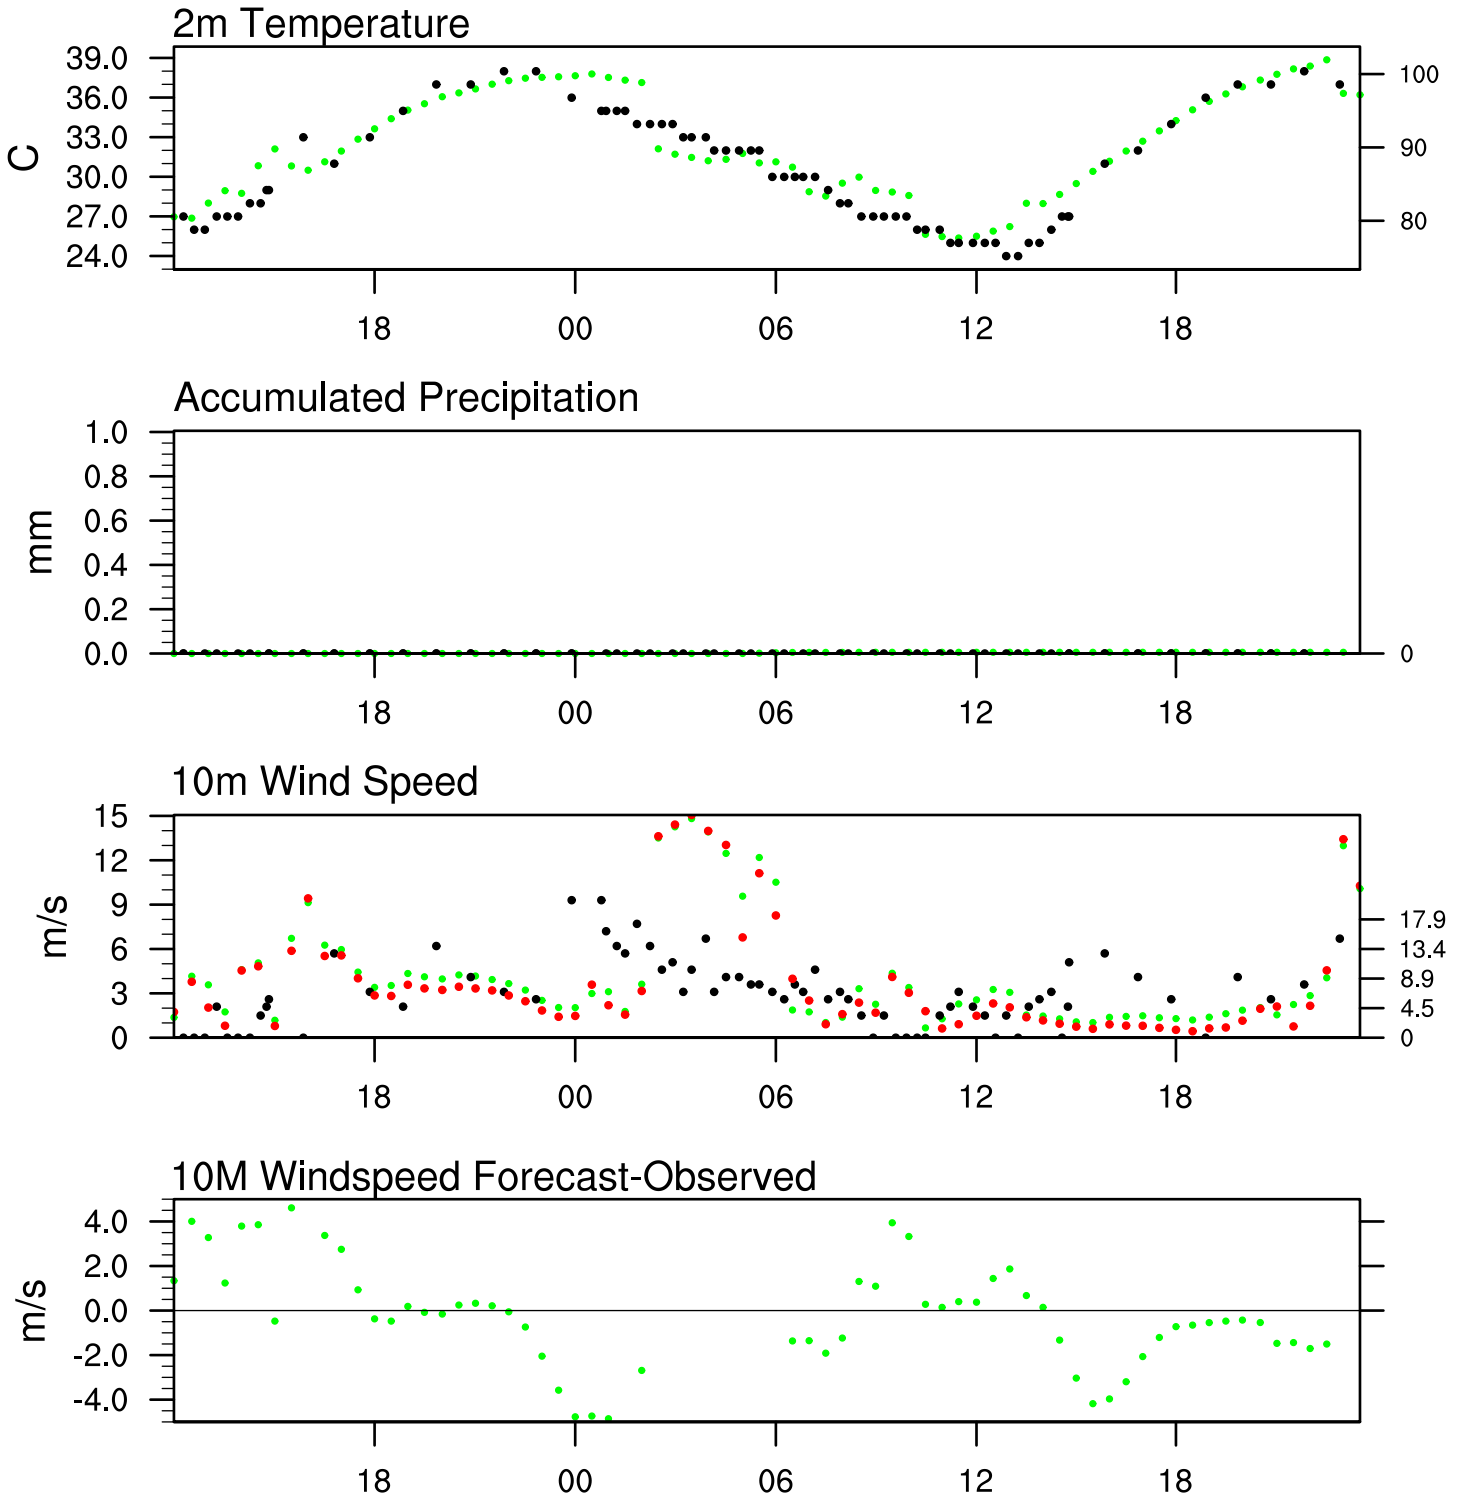 2m Temperature
39.0
36.0
33.0
30.0
27.0
24.0
C
100
90
80
18 00 06 12 18
Accumulated Precipitation
1.0
0.8
0.6
0.4
0.2
0.0
mm
0
18 00 06 12 18
10m Wind Speed
15
12
9
6
3
0
m/s
17.9
13.4
8.9
4.5
0
18 00 06 12 18
10M Windspeed Forecast-Observed
4.0
2.0
0.0
-2.0
-4.0
m/s
18 00 06 12 18